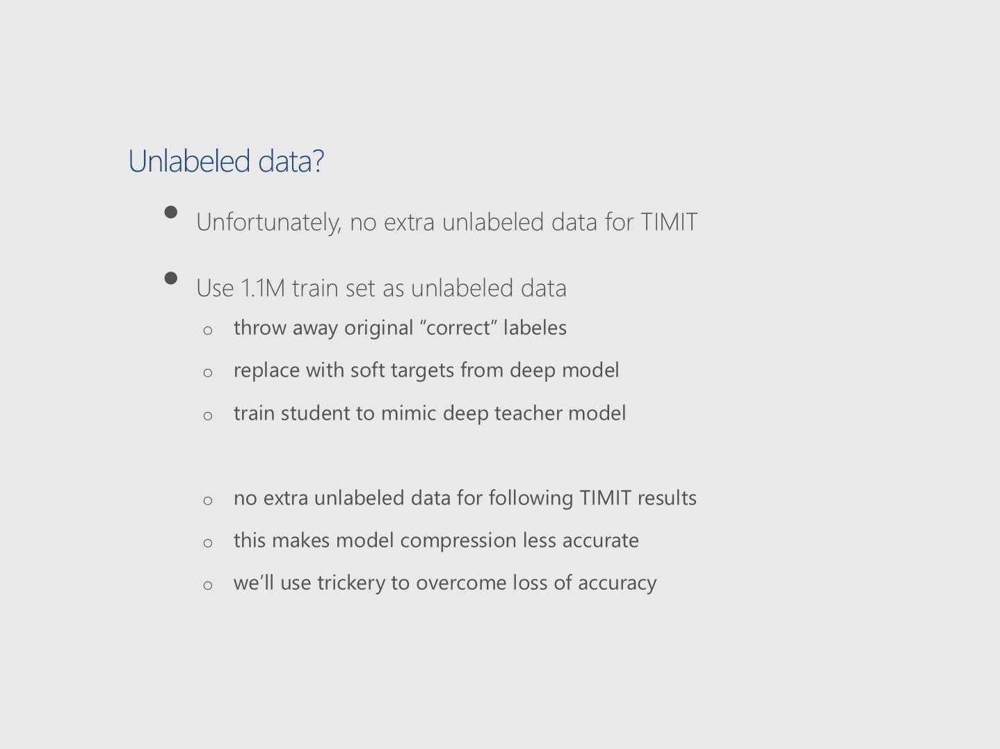 Unlabeled data?
• Unfortunately, no extra unlabeled data for TIMIT
• Use 1.1M train set as unlabeled data
o throw away original “correct” labeles
o replace with soft targets from deep model
o train student to mimic deep teacher model
o no extra unlabeled data for following TIMIT results
o this makes model compression less accurate
o we’ll use trickery to overcome loss of accuracy